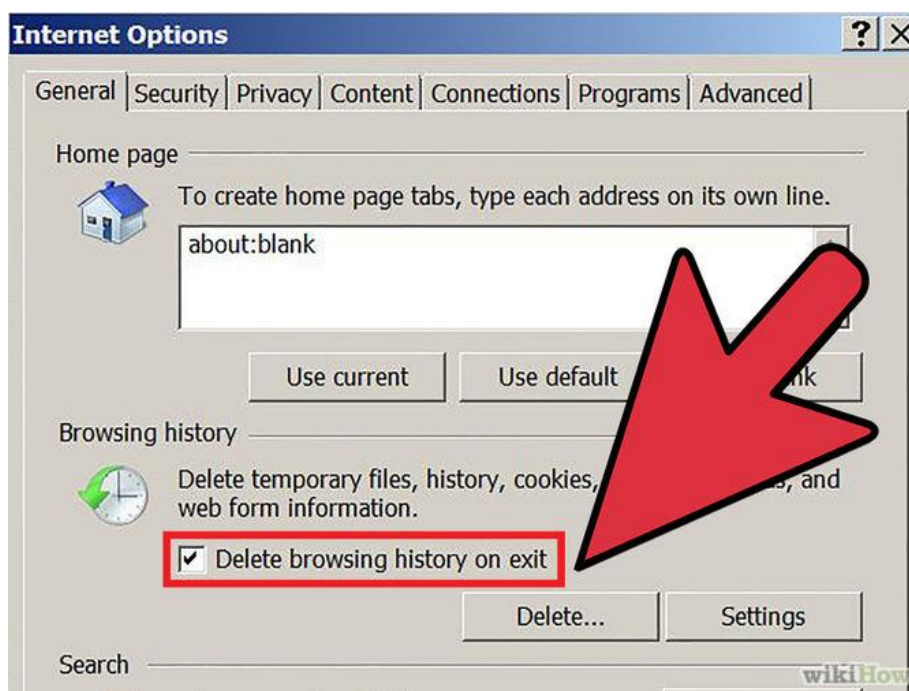 Internet Options
?
General Security Privacy Content Connections Programs Advanced
Home page
To create home page tabs, type each address on its own line.
about:blank
Use current Use default
Browsing history
Delete temporary files, history, cookies, and
web form information.
Delete browsing history on exit
Delete... Settings
Search
wikiHow